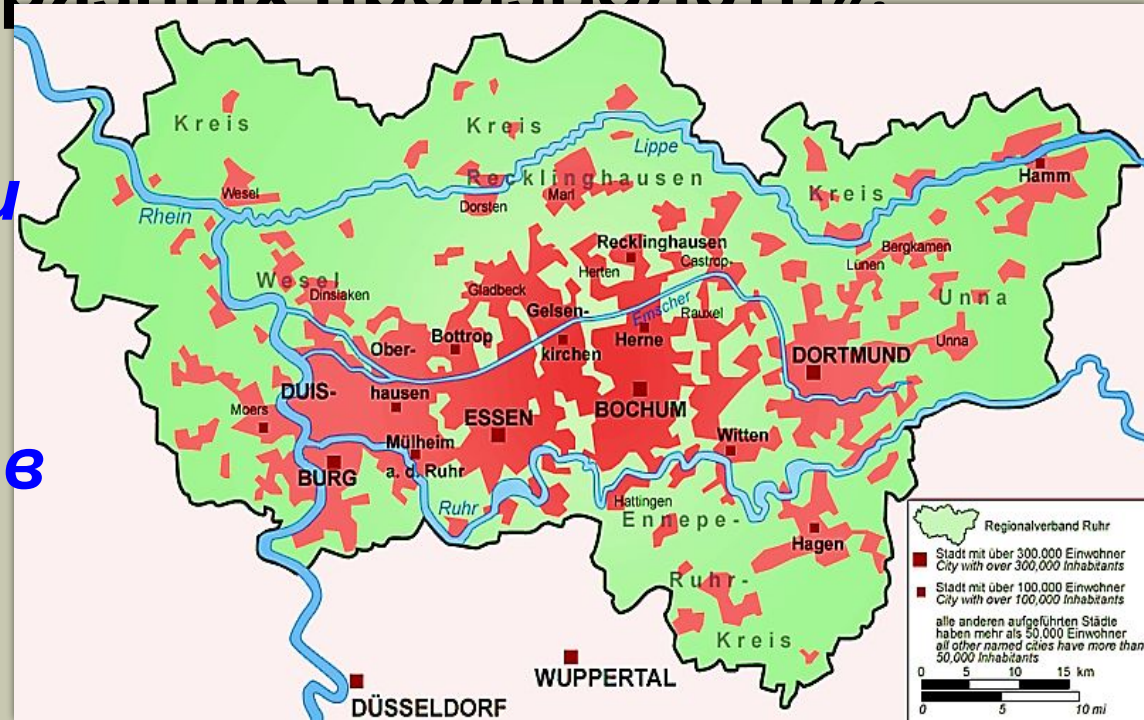 и
в
Kreis
Kreis
Lippe
Recklinghausen
Kreis
Hamm
Wesel
Marl
Dorsten
Rhein
Recklinghausen
Bergkamen
Castrop-
Herten
Lünen
Wesel
Dinslaken
Gladbeck
Unna
Gelsen-
Emscher
Rauxel
Bottrop
Herne
Unna
Ober-
kirchen
DORTMUND
DUIS-
hausen
Moers
ESSEN
BOCHUM
Mülheim
Witten
a. d. Ruhr
BURG
Hattingen
Ruhr
Ennepe-
Hagen
Ruhr-
Kreis
WUPPERTAL
DÜSSELDORF
Regionalverband Ruhr
Stadt mit über 300.000 Einwohner
City with over 300,000 Inhabitants
Stadt mit über 100.000 Einwohner
City with over 100,000 Inhabitants
alle anderen aufgeführten Städte
haben mehr als 50.000 Einwohner
all other named cities have more than
50,000 Inhabitants
0 5 10 15 km
0 5 10 mi